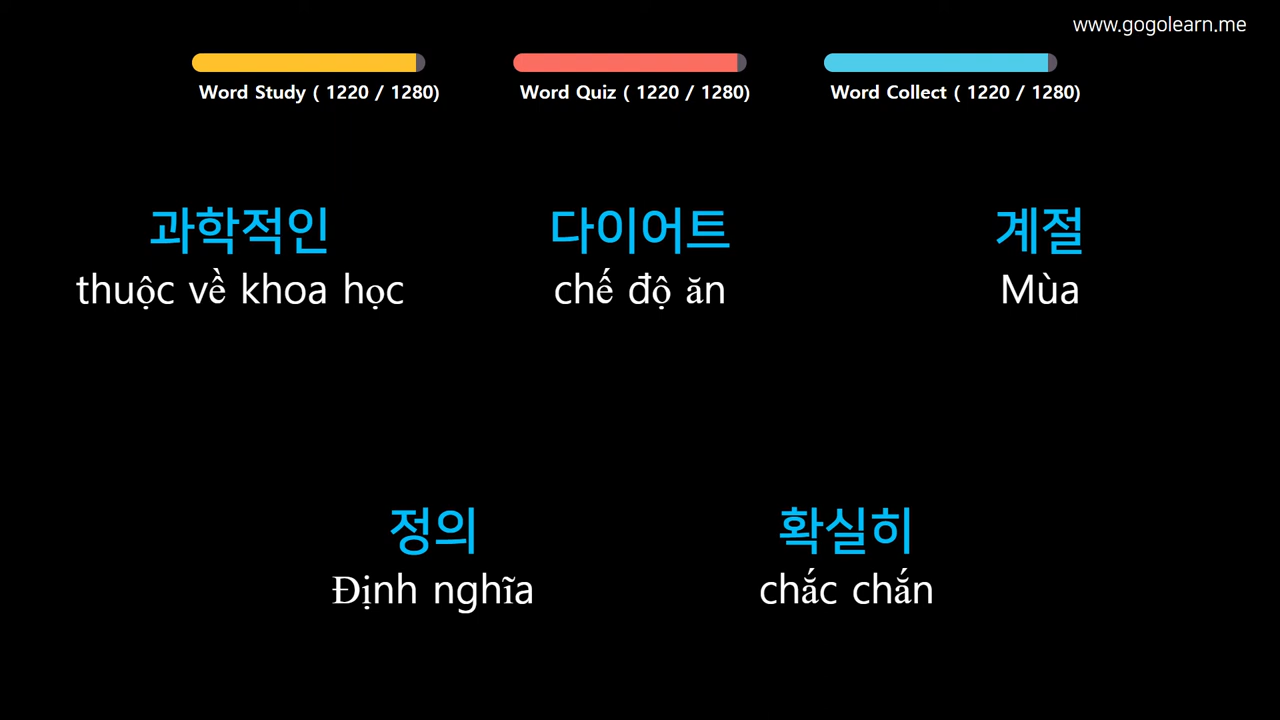 www.gogolearn.me
Word Study ( 1220 / 1280)
Word Quiz ( 1220 / 1280)
Word Collect ( 1220 / 1280)
과학적인
thuộc về khoa học
다이어트
chế độ ăn
계절
Mùa
정의
Định nghĩa
확실히
chắc chắn